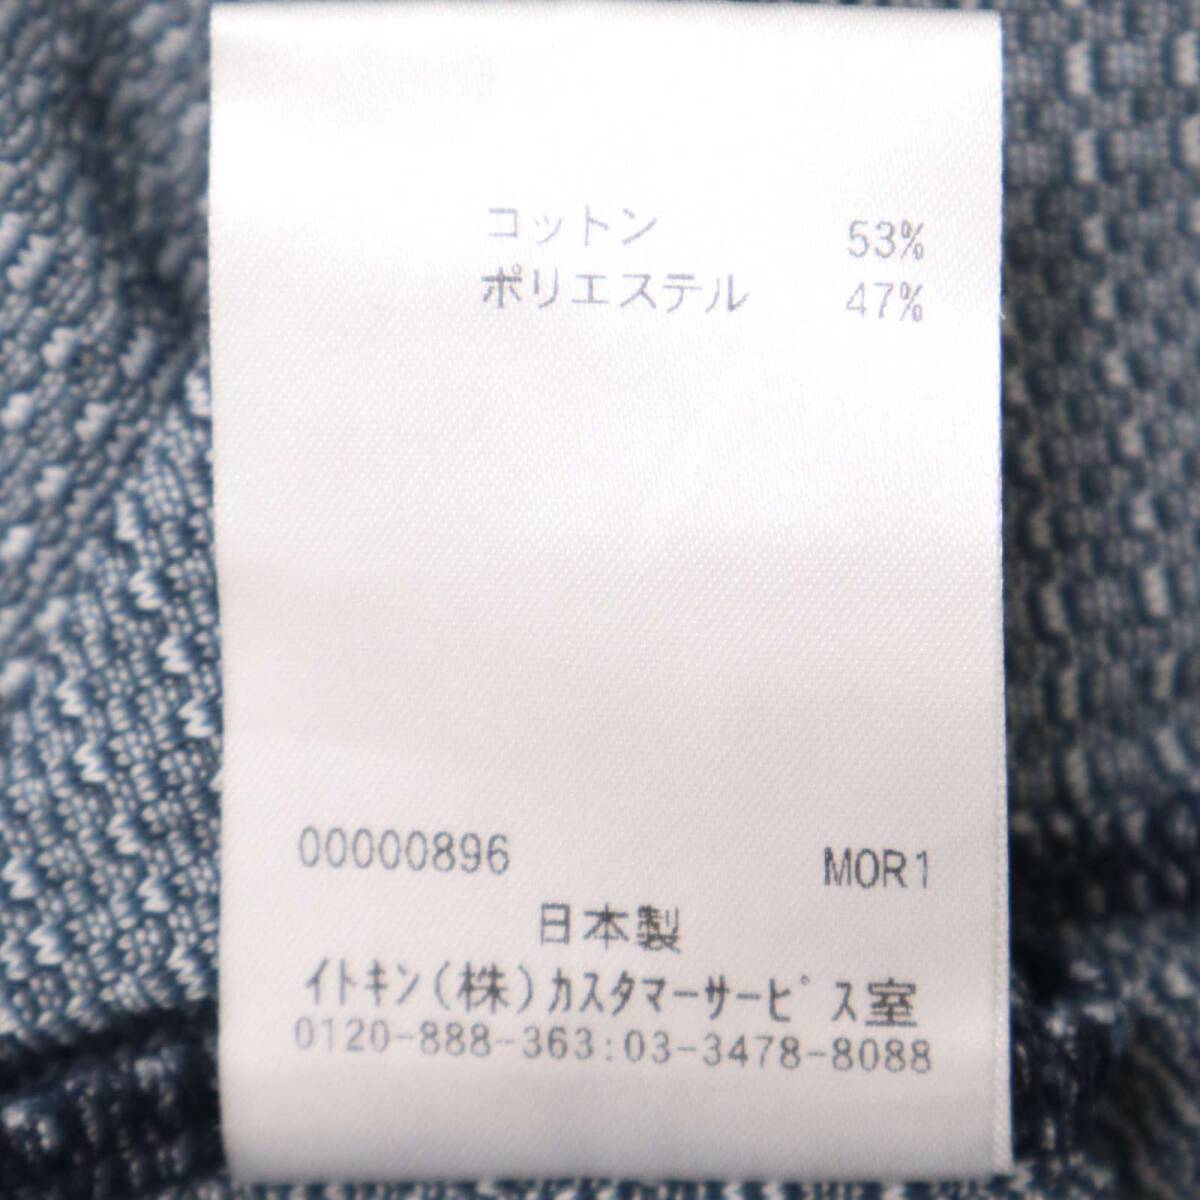 コットン 53%
ポリエステル 47%
00000896 MOR1
日本製
イトキン(株)カスタマーサービス室
0120-888-363:03-3478-8088